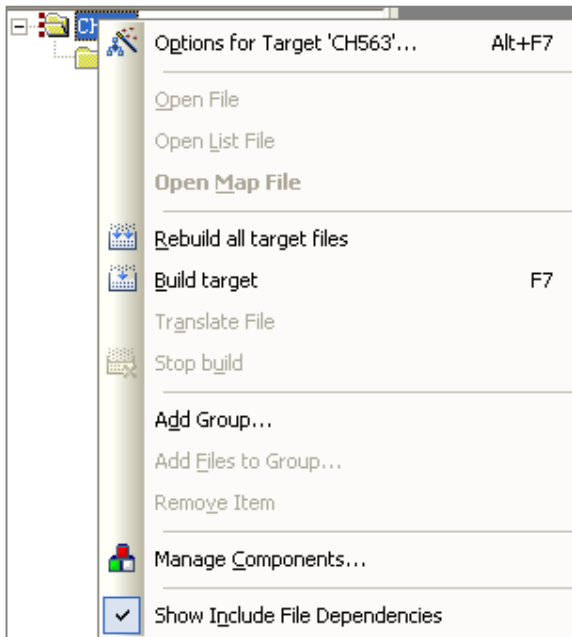 CH
Options for Target 'CH563'... Alt+F7
Open File
Open List File
Open Map File
Rebuild all target files
Build target F7
Translate File
Stop build
Add Group...
Add Files to Group...
Remove Item
Manage Components...
Show Include File Dependencies